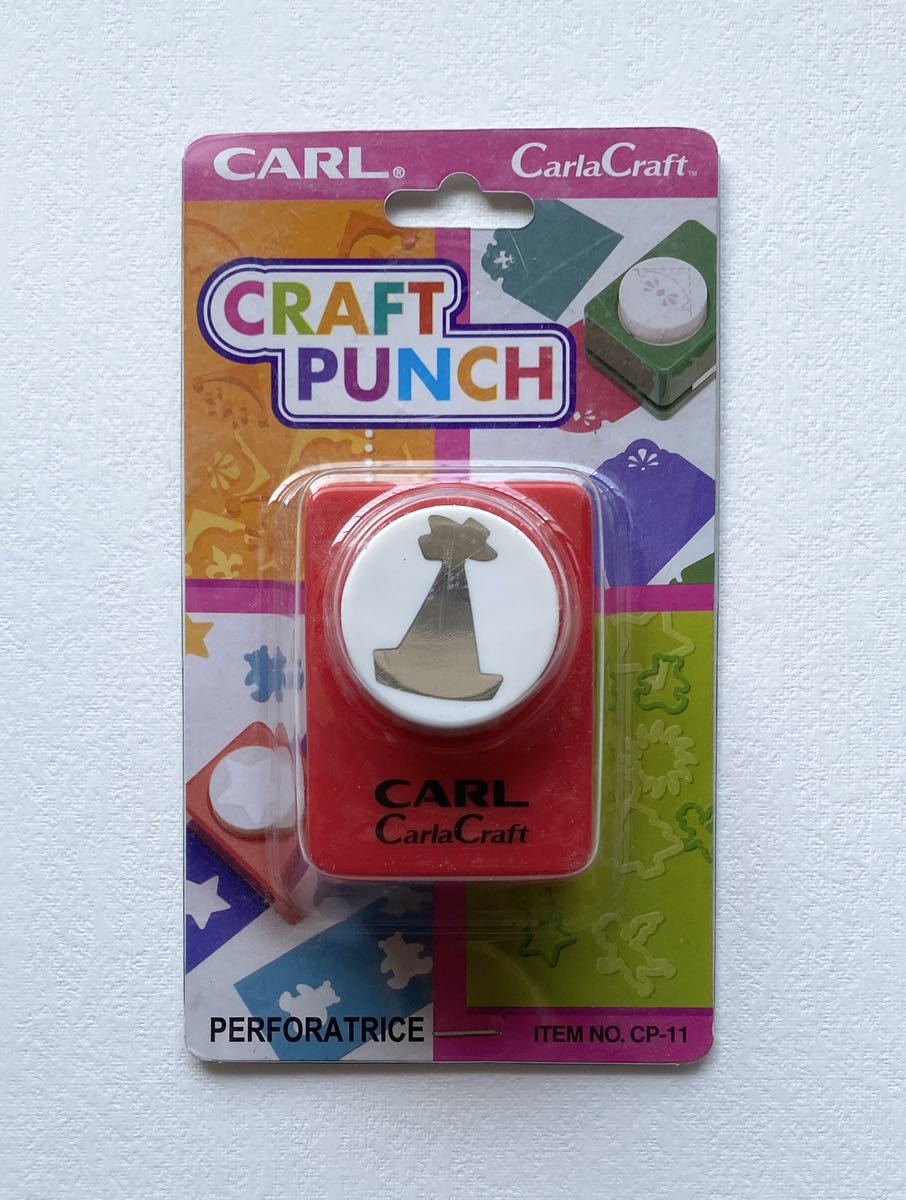 CARL® CarlaCraft™
CRAFT
PUNCH
CARL
CarlaCraft
PERFORATRICE ITEM NO. CP-11